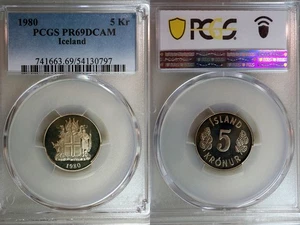 1980 5 Kr
PCGS PR69DCAM
Iceland
741663.69/54130797
1980
PCGS
ÍSLAND
5
KRÓNUR